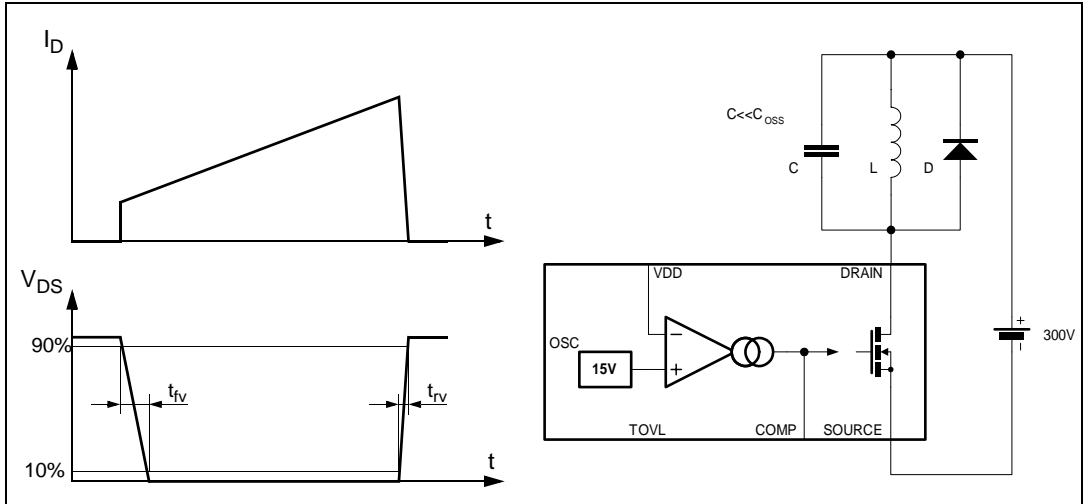 I_D
t
V_DS
90%
t_fv
t_rv
10%
t
C<<C_OSS
C
L
D
VDD
DRAIN
OSC
15V
−
+
TOVL
COMP
SOURCE
+
-
300V